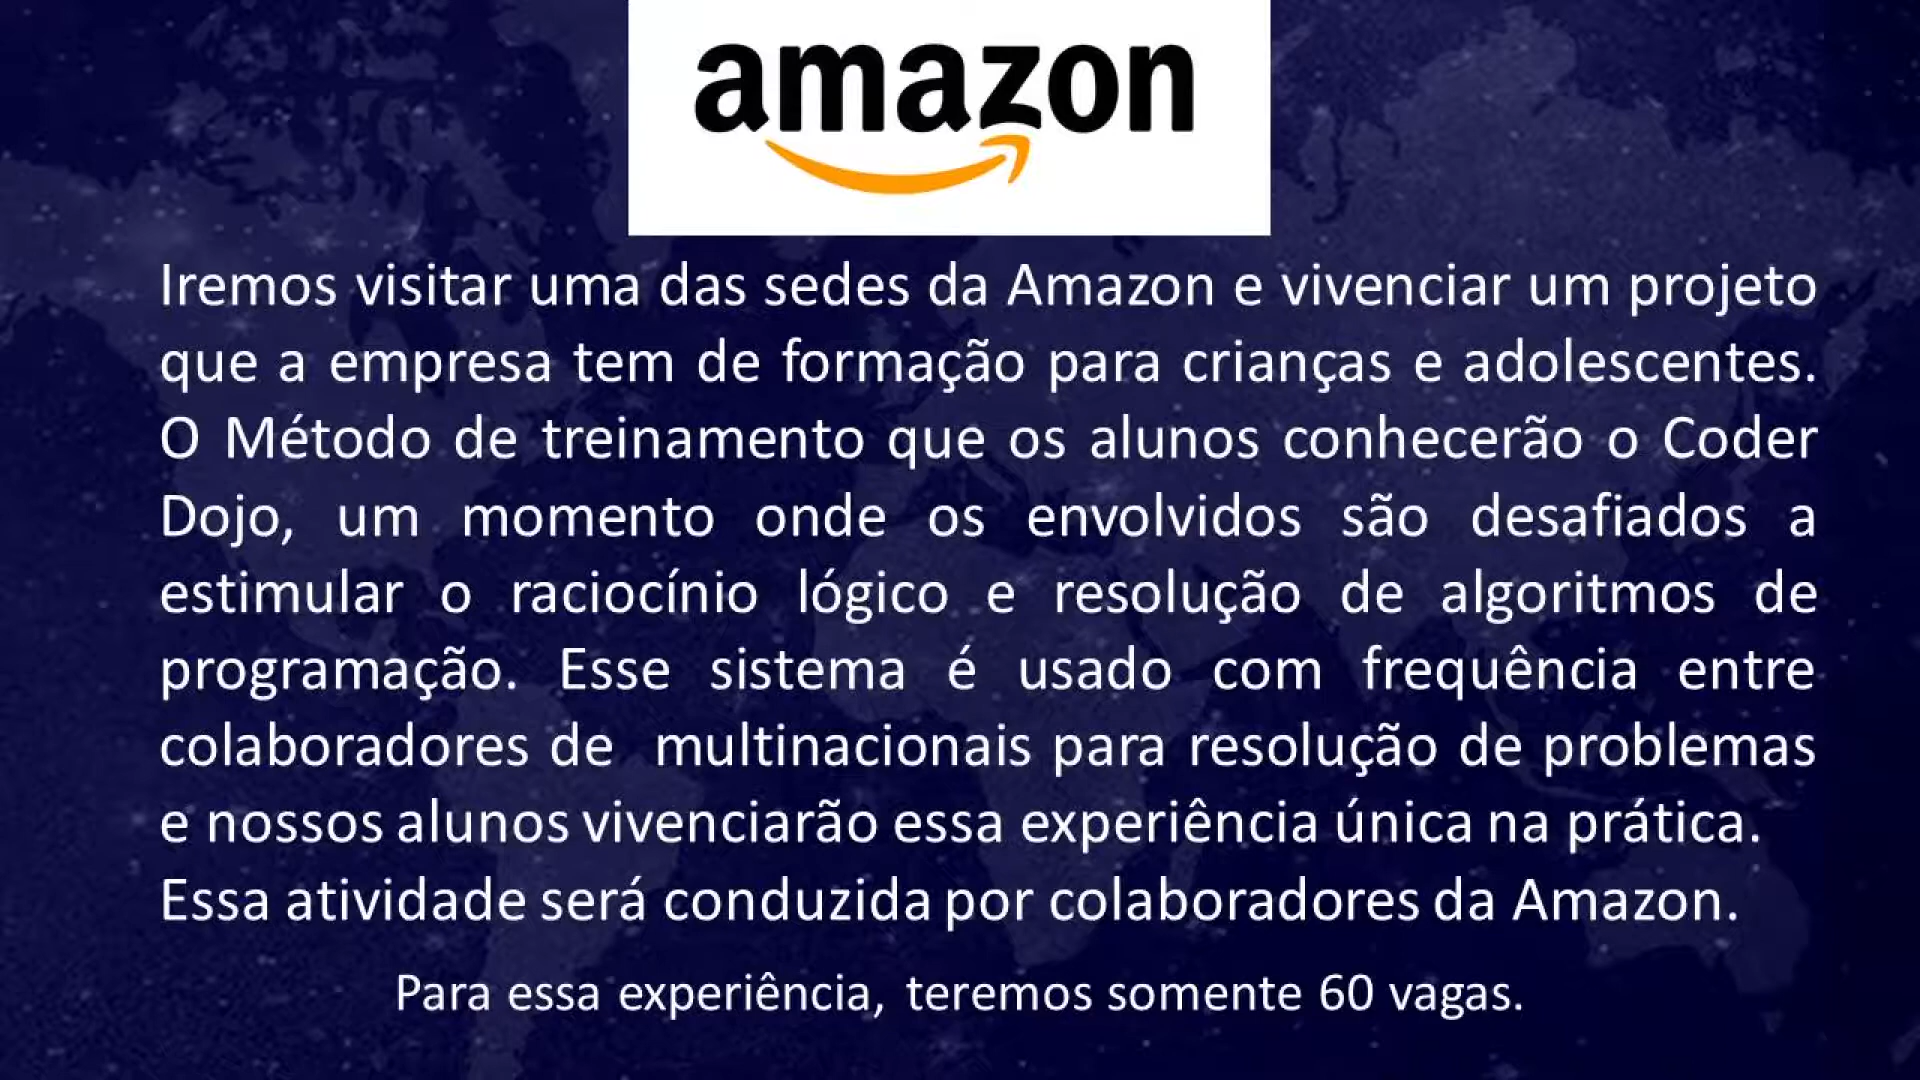 amazon
Iremos visitar uma das sedes da Amazon e vivenciar um projeto
que a empresa tem de formação para crianças e adolescentes.
O Método de treinamento que os alunos conhecerão o Coder
Dojo, um momento onde os envolvidos são desafiados a
estimular o raciocínio lógico e resolução de algoritmos de
programação. Esse sistema é usado com frequência entre
colaboradores de multinacionais para resolução de problemas
e nossos alunos vivenciarão essa experiência única na prática.
Essa atividade será conduzida por colaboradores da Amazon.
Para essa experiência, teremos somente 60 vagas.